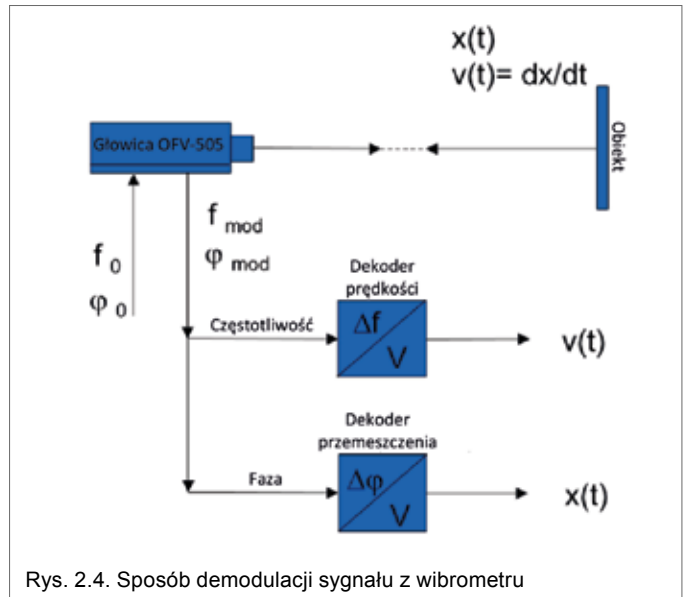 x(t)
v(t)= dx/dt
Głowica OFV-505
Obiekt
f 0
φ 0
f mod
φ mod
Dekoder
prędkości
Częstotliwość
Δf
V
v(t)
Dekoder
przemeszczenia
Faza
Δφ
V
x(t)
Rys. 2.4. Sposób demodulacji sygnału z wibrometru